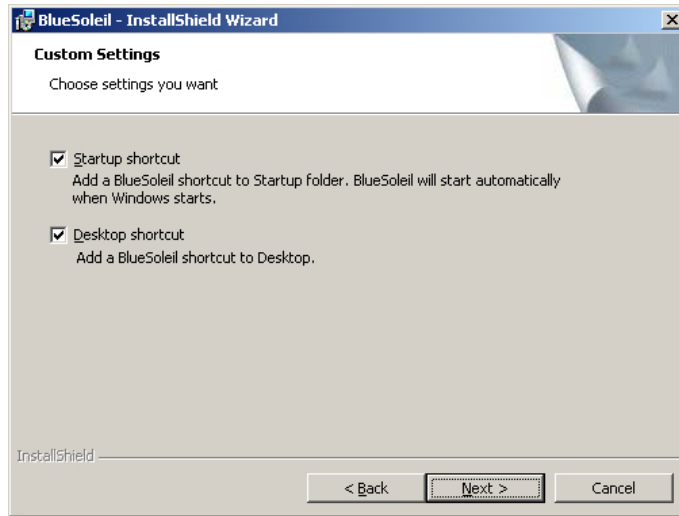 BlueSoleil - InstallShield Wizard
Custom Settings
Choose settings you want
Startup shortcut
Add a BlueSoleil shortcut to Startup folder. BlueSoleil will start automatically
when Windows starts.
Desktop shortcut
Add a BlueSoleil shortcut to Desktop.
InstallShield
< Back Next > Cancel